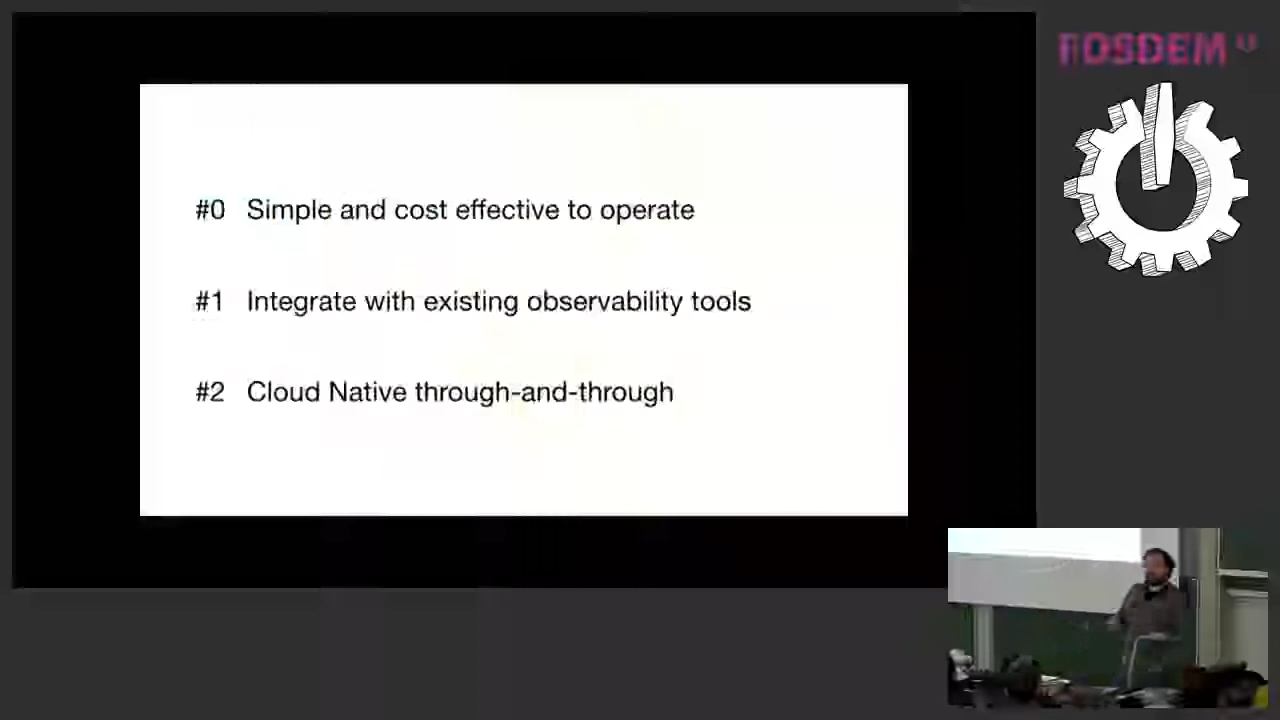 FOSDEM
#0 Simple and cost effective to operate
#1 Integrate with existing observability tools
#2 Cloud Native through-and-through